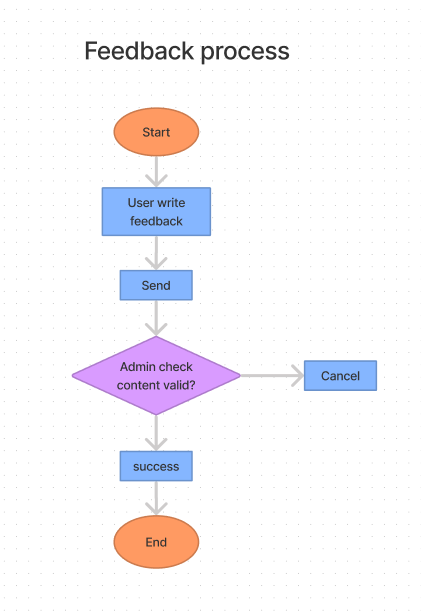 Feedback process
Start
User write
feedback
Send
Admin check
content valid?
Cancel
success
End